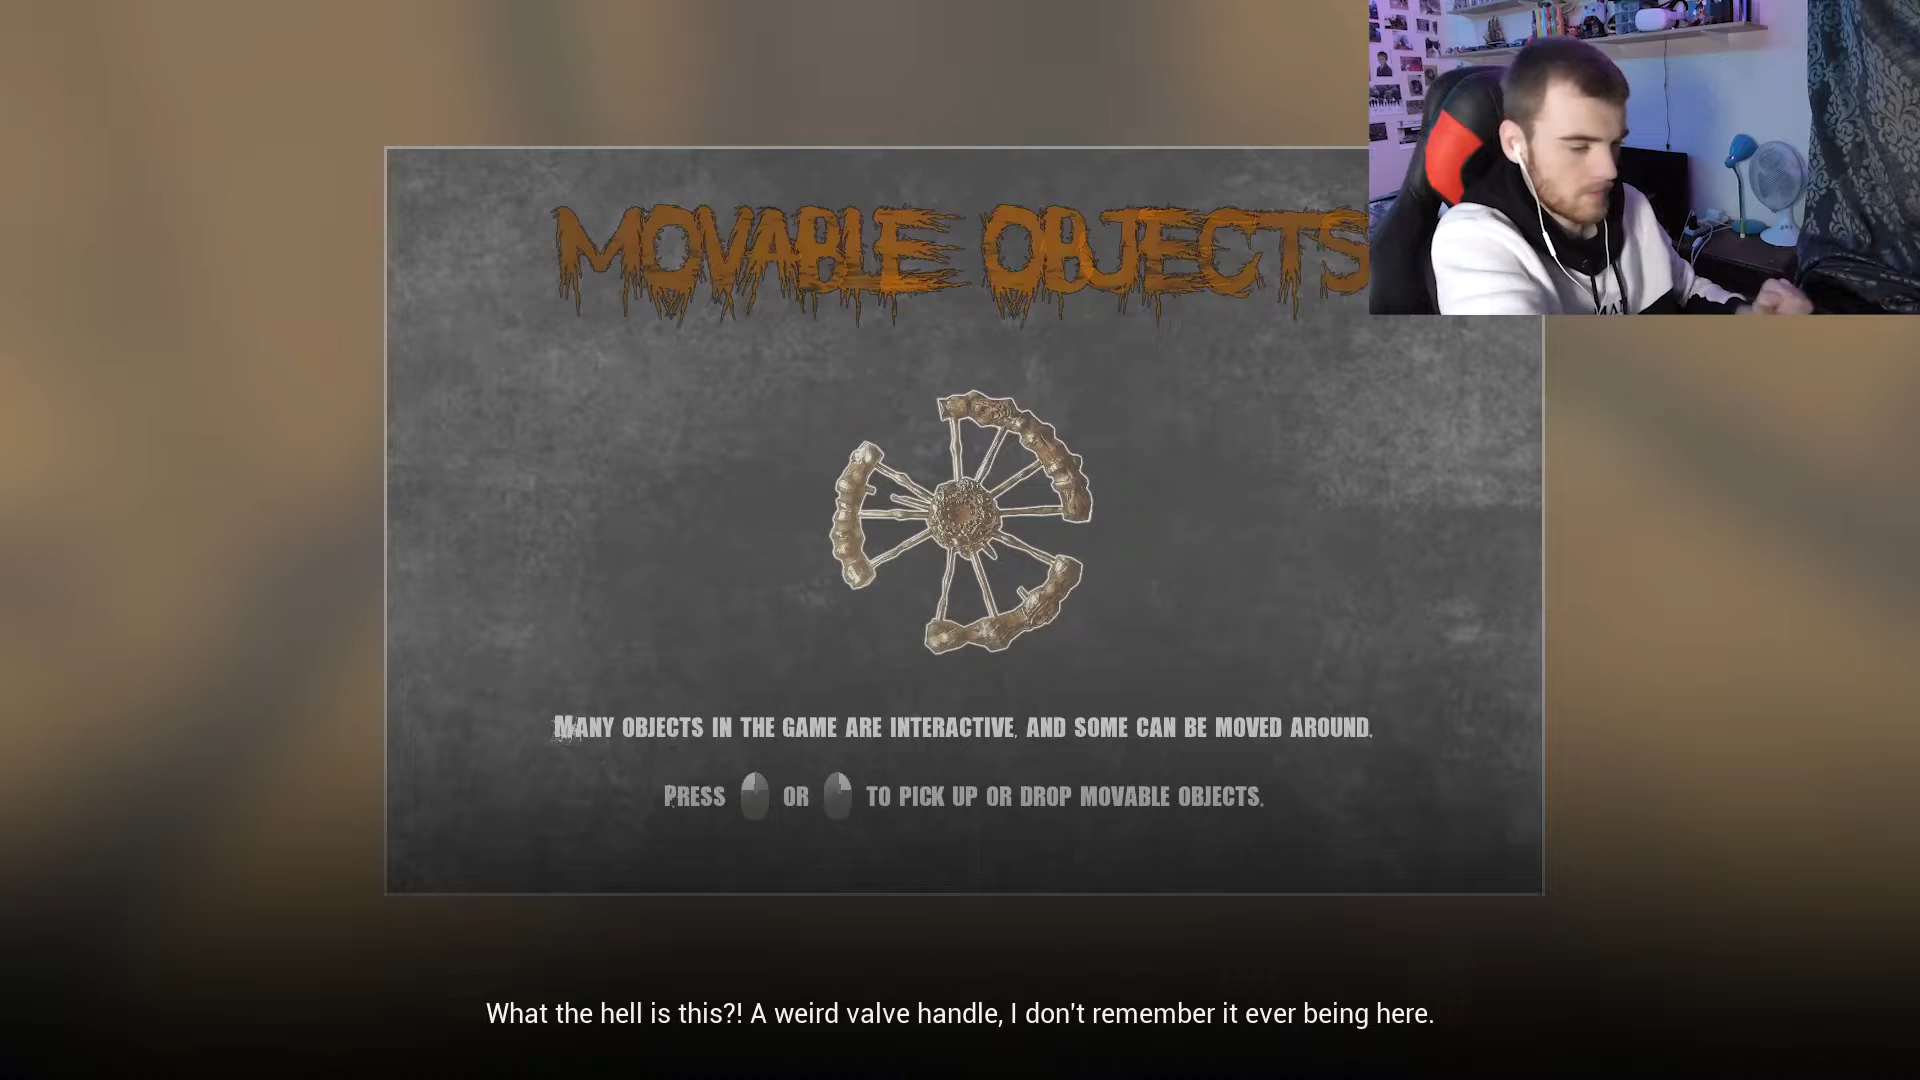 MOVABLE OBJECTS
MANY OBJECTS IN THE GAME ARE INTERACTIVE, AND SOME CAN BE MOVED AROUND.
PRESS OR TO PICK UP OR DROP MOVABLE OBJECTS.
What the hell is this?! A weird valve handle, I don't remember it ever being here.